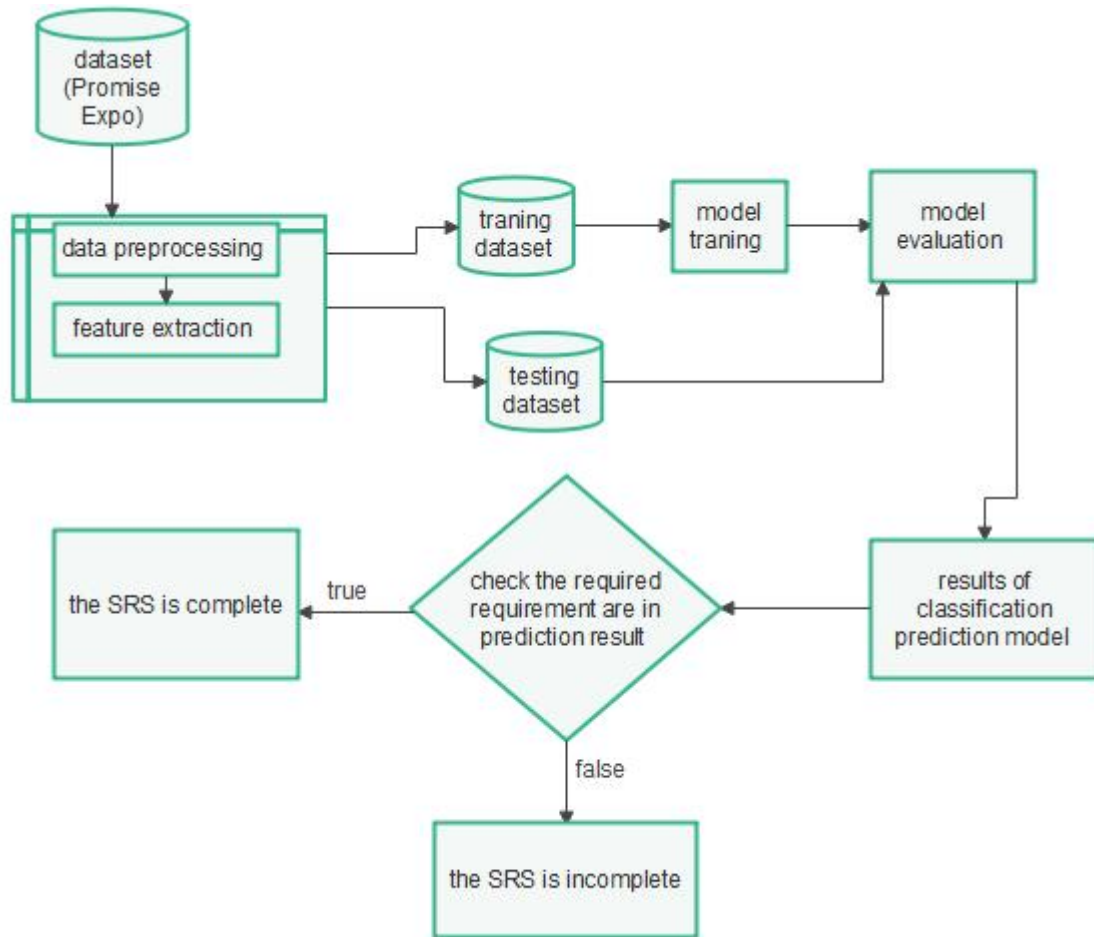 dataset
(Promise
Expo)
data preprocessing
feature extraction
traning
dataset
model
traning
model
evaluation
testing
dataset
results of
classification
prediction model
check the required
requirement are in
prediction result
true
the SRS is complete
false
the SRS is incomplete